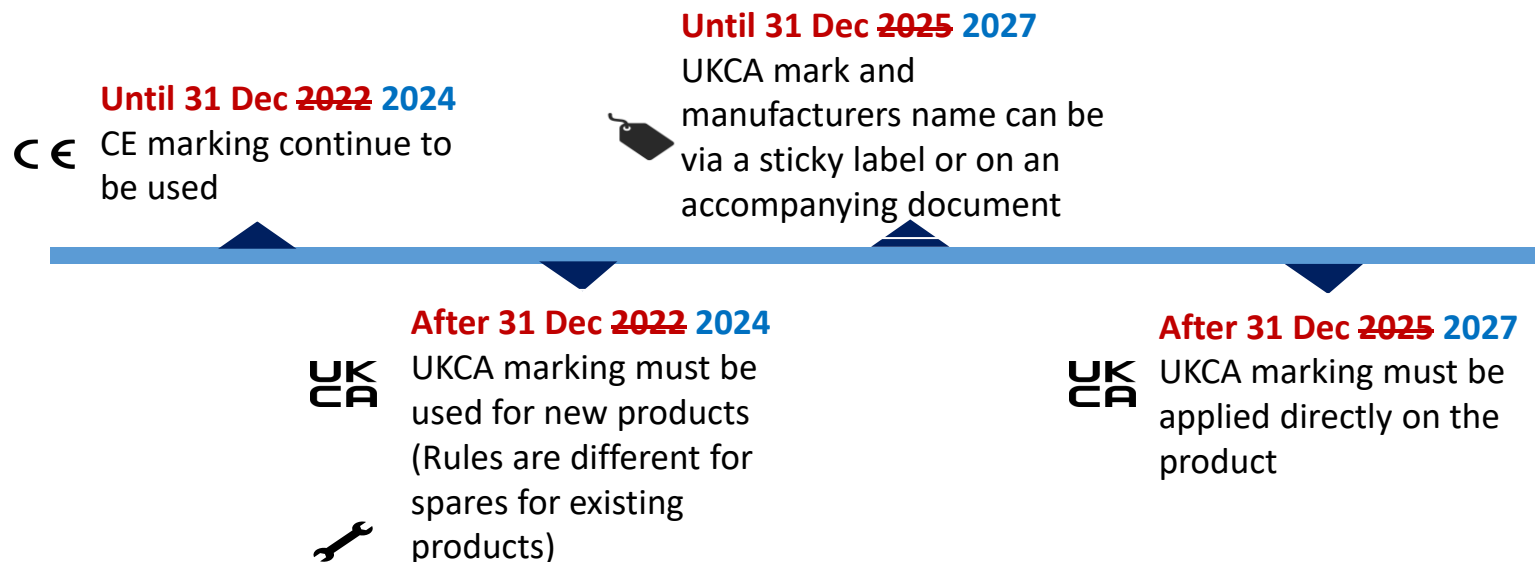 Until 31 Dec 2025 2027
UKCA mark and
manufacturers name can be
via a sticky label or on an
accompanying document
Until 31 Dec 2022 2024
CE
CE marking continue to
be used
After 31 Dec 2022 2024
UK
CA
UKCA marking must be
used for new products
(Rules are different for
spares for existing
products)
After 31 Dec 2025 2027
UK
CA
UKCA marking must be
applied directly on the
product